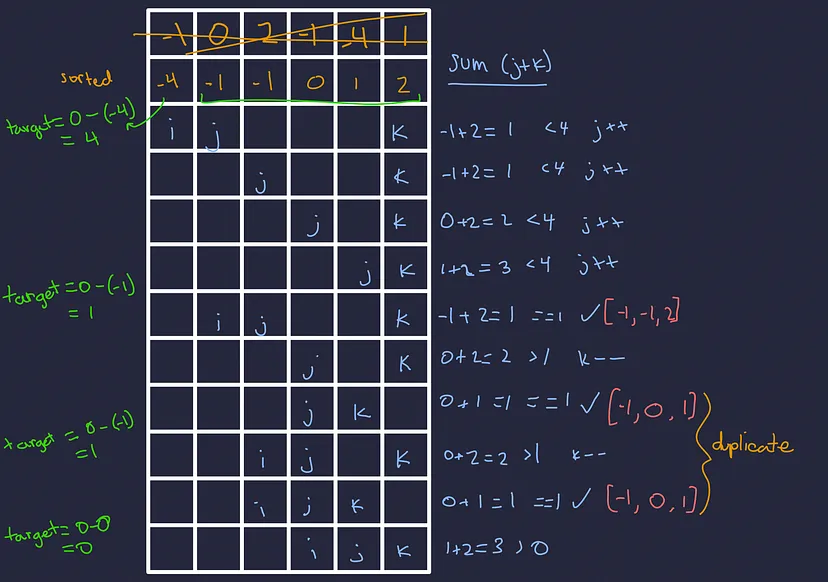 -1 0 2 -1 -4 1
sorted -4 -1 -1 0 1 2 sum (j+k)
target = 0 - (-4)
= 4
i j k -1+2= 1 <4 j++
j k -1+2= 1 <4 j++
j k 0+2=2 <4 j++
j k 1+2=3 <4 j++
target =0-(-1)
= 1
i j k -1+2=1 ==1 ✓ [-1,-1,2]
j k 0+2=2 >1 k--
j k 0+1=1 ==1 ✓ [-1,0,1]
duplicate
target = 0-(-1)
=1
i j k 0+2=2 >1 k--
i j k 0+1=1 ==1 ✓ [-1,0,1]
target=0-0
=0
i j k 1+2=3 >0